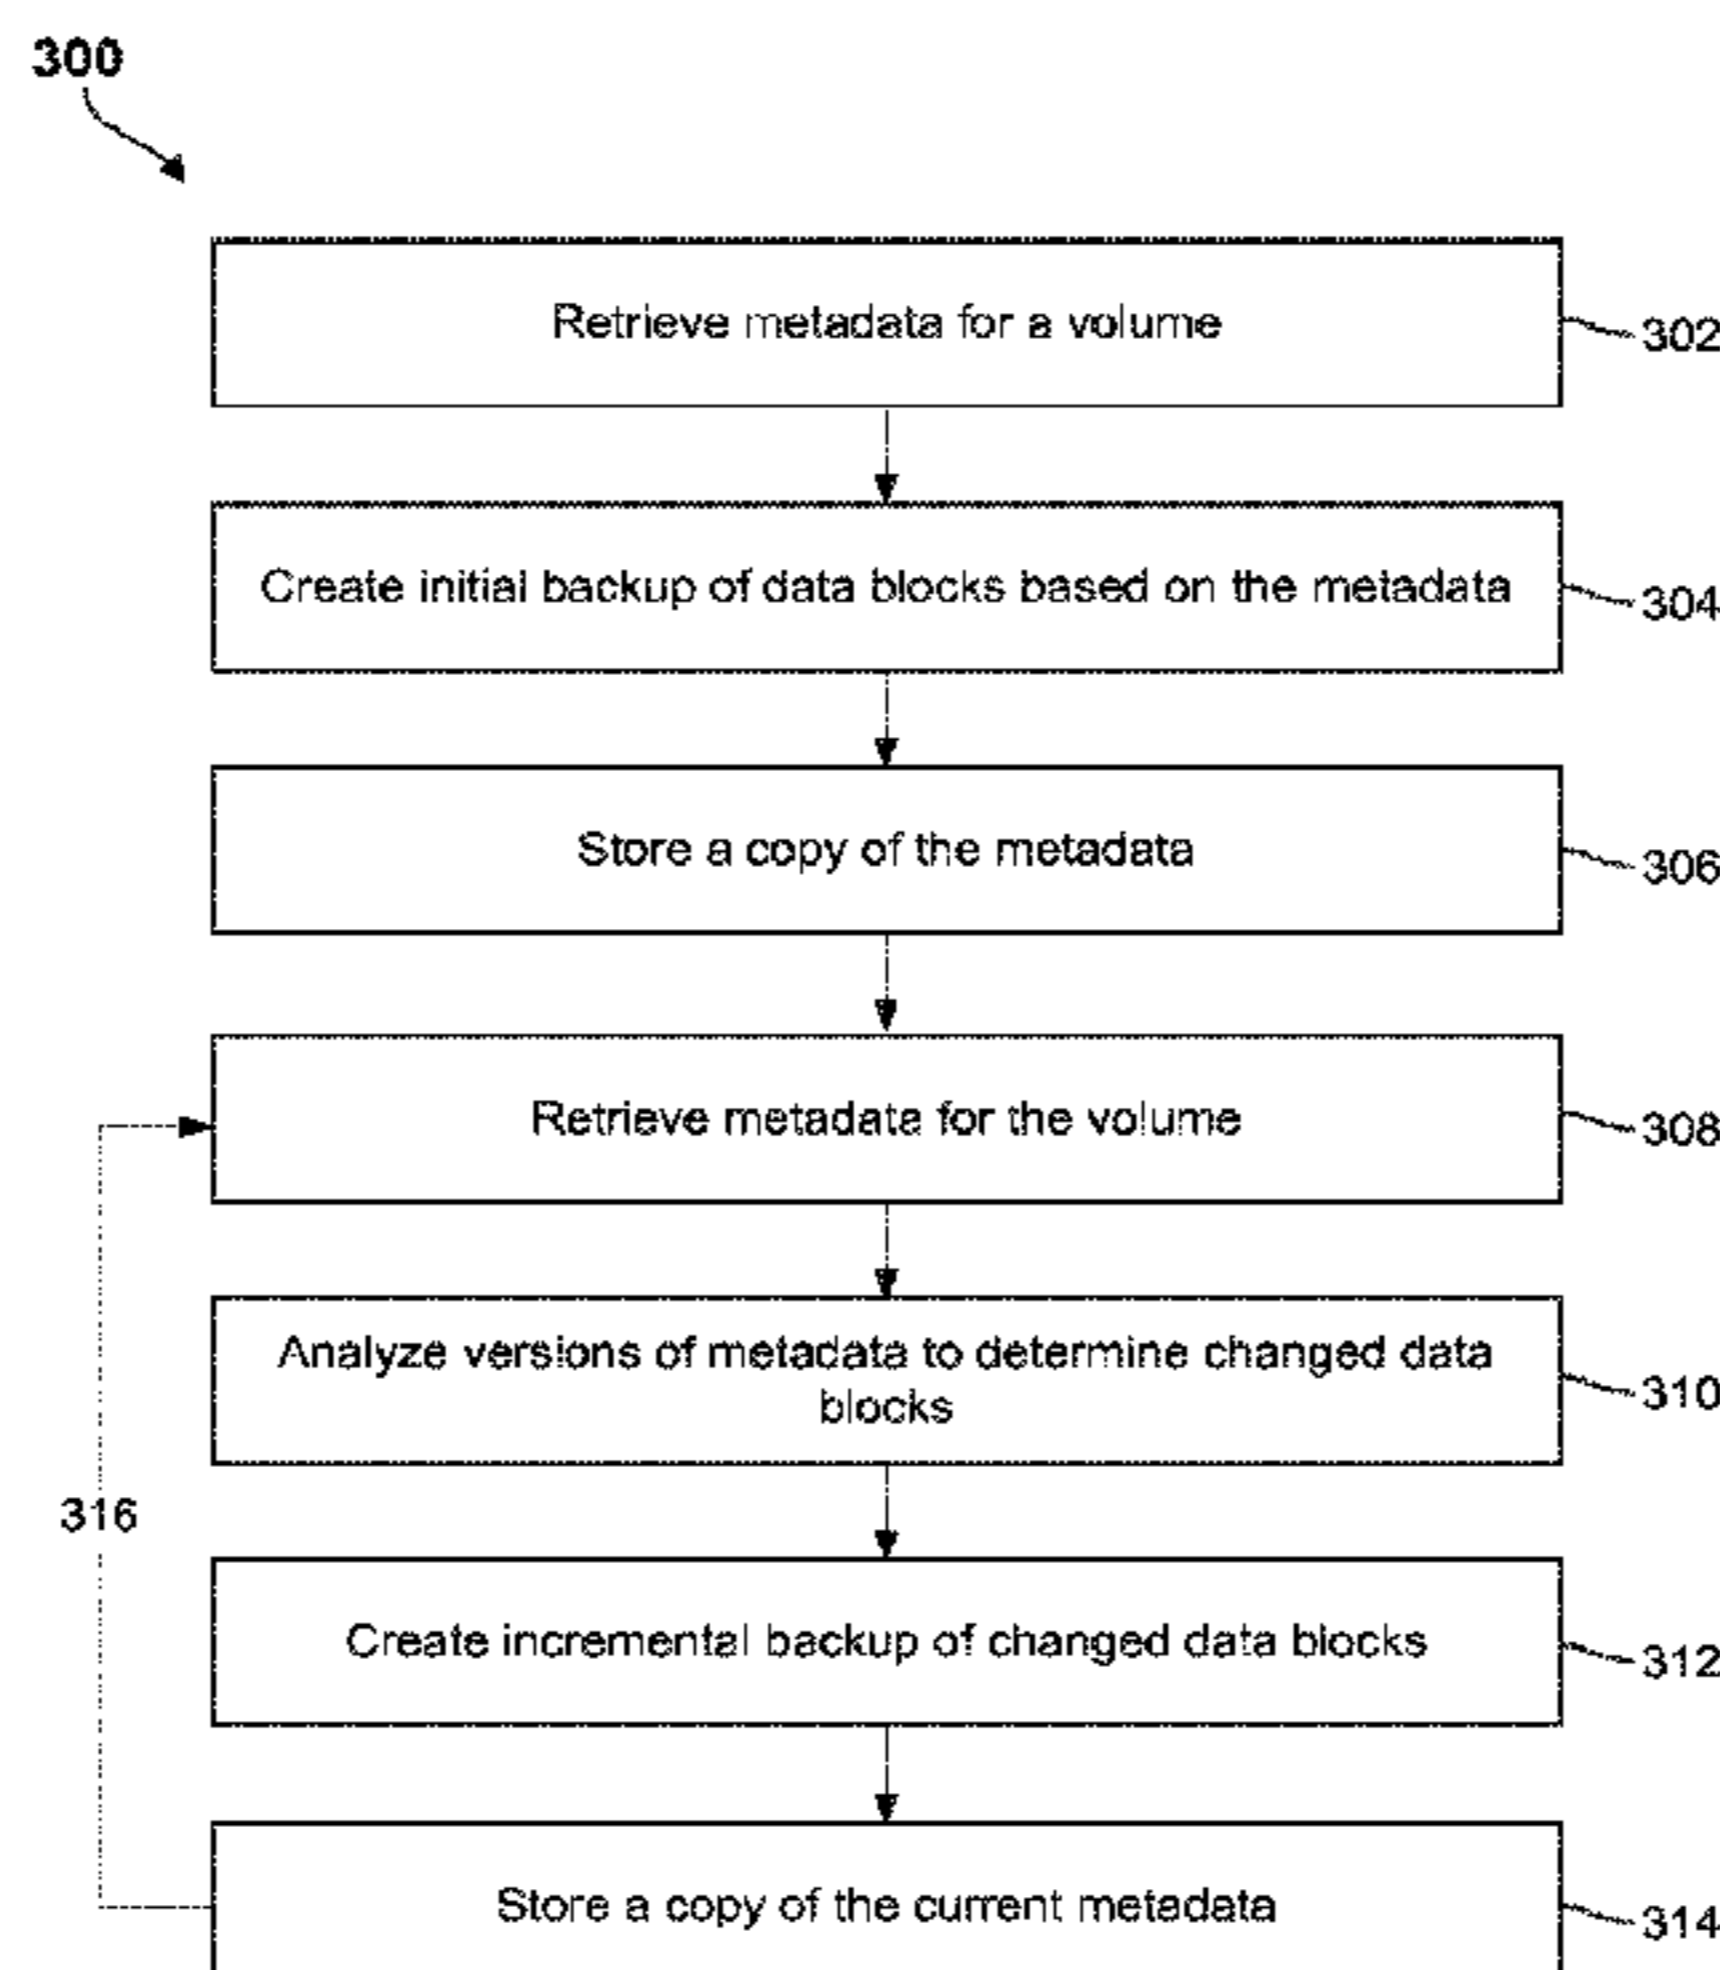 300
Retrieve metadata for a volume
302
Create initial backup of data blocks based on the metadata
304
Store a copy of the metadata
306
Retrieve metadata for the volume
308
Analyze versions of metadata to determine changed data
blocks
310
316
Create incremental backup of changed data blocks
312
Store a copy of the current metadata
314